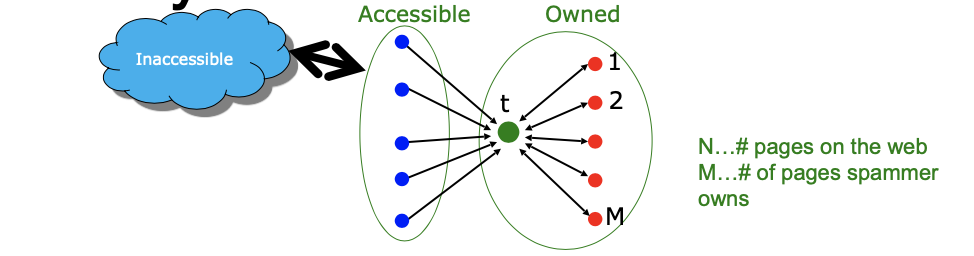 Accessible
Owned
Inaccessible
1
t
2
N...# pages on the web
M...# of pages spammer
owns
M